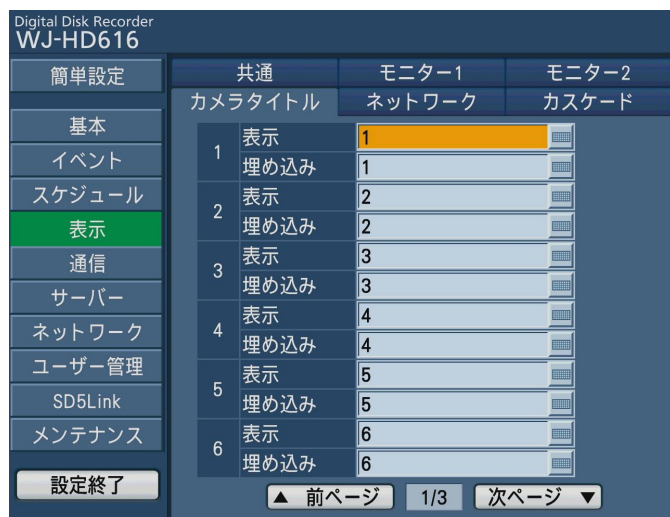 Digital Disk Recorder
WJ-HD616
簡単設定
基本
イベント
スケジュール
表示
通信
サーバー
ネットワーク
ユーザー管理
SD5Link
メンテナンス
設定終了
共通 モニター1 モニター2
カメラタイトル ネットワーク カスケード
1 表示 1
埋め込み 1
2 表示 2
埋め込み 2
3 表示 3
埋め込み 3
4 表示 4
埋め込み 4
5 表示 5
埋め込み 5
6 表示 6
埋め込み 6
▲ 前ページ 1/3 次ページ ▼